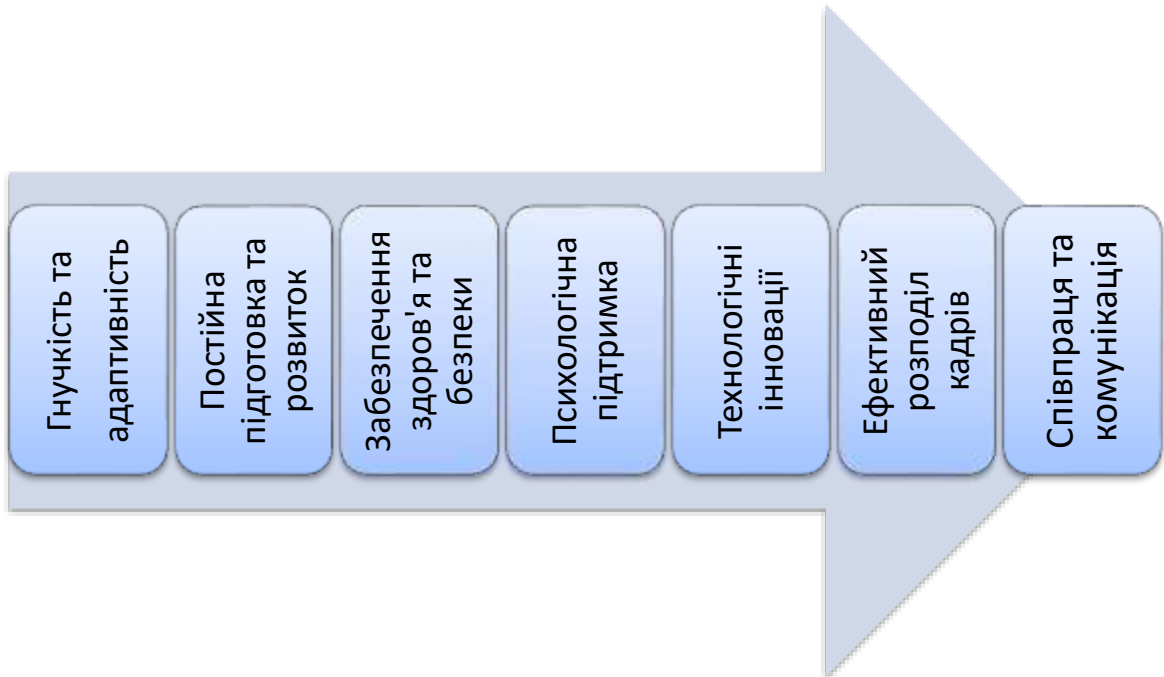 Гнучкість та
адаптивність
Постійна
підготовка та
розвиток
Забезпечення
здоров'я та
безпеки
Психологічна
підтримка
Технологічні
інновації
Ефективний
розподіл
кадрів
Співпраця та
комунікація